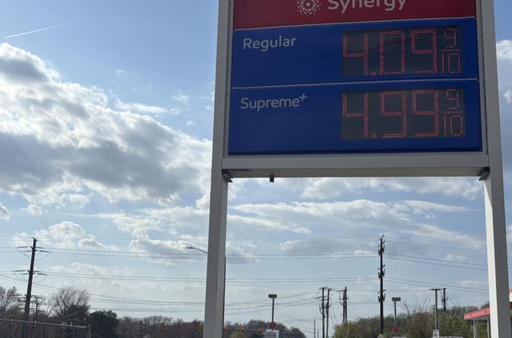 Synergy
Regular 4.09 9/10
Supreme+ 4.99 9/10